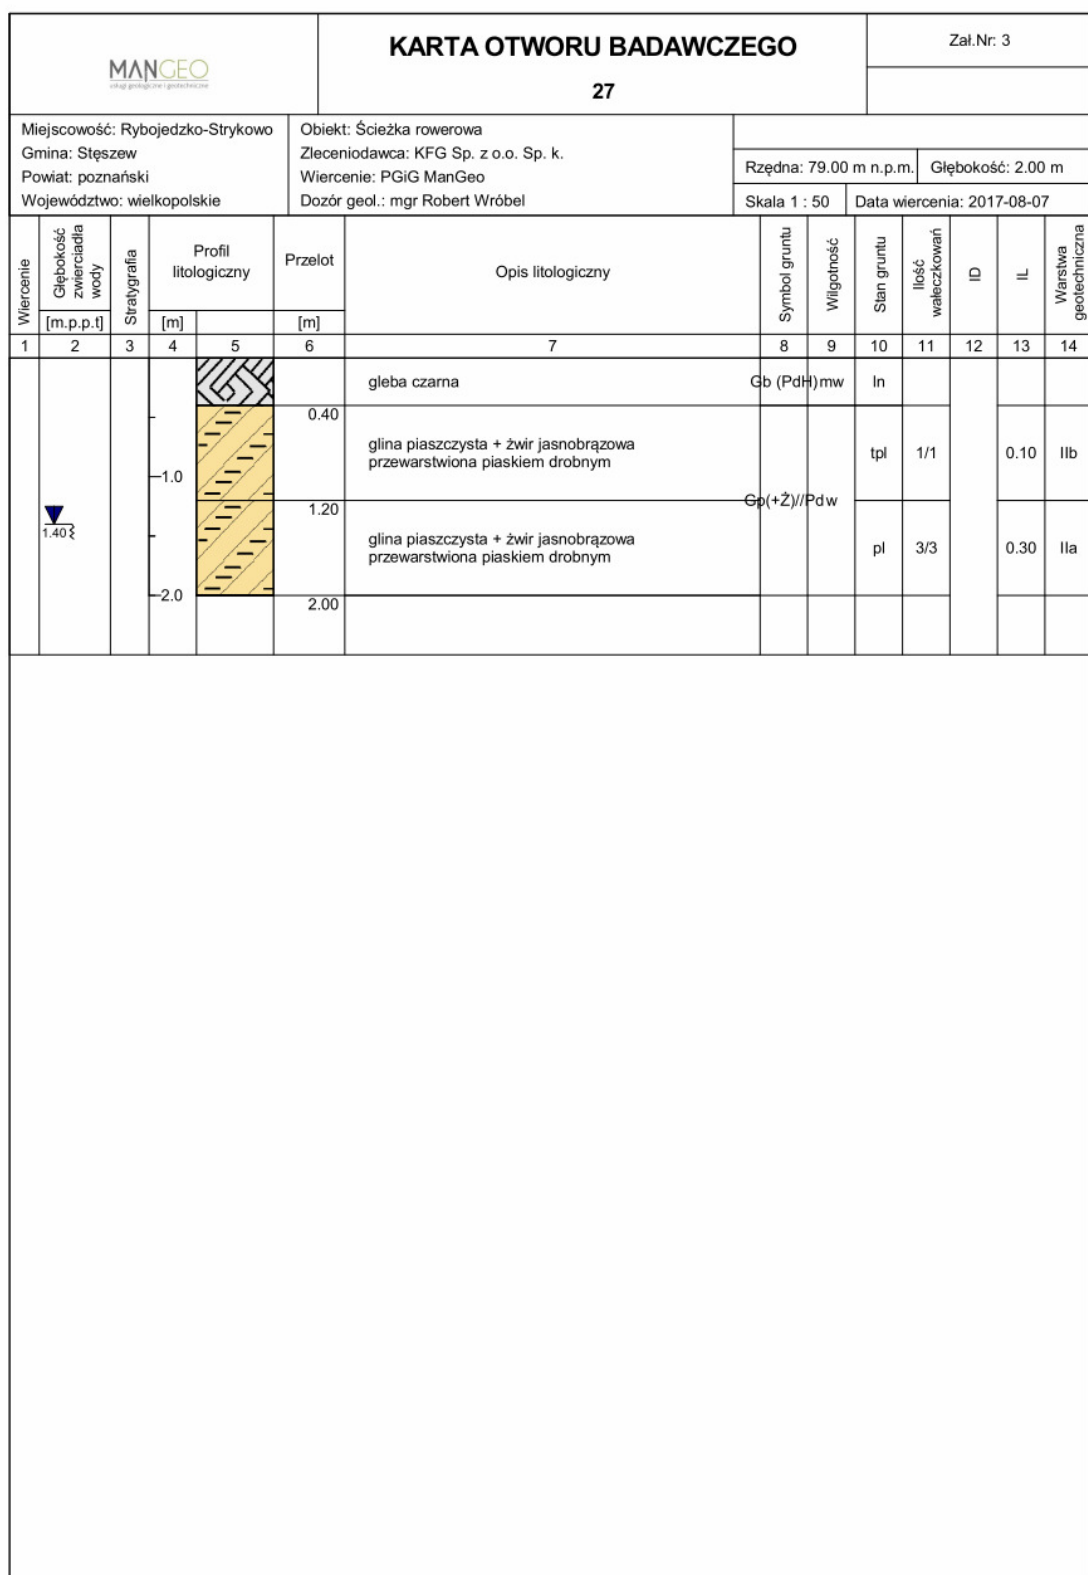 MANGEO
usługi geologiczne i geotechniczne
KARTA OTWORU BADAWCZEGO
27
Zał.Nr: 3
Miejscowość: Rybojedzko-Strykowo
Gmina: Stęszew
Powiat: poznański
Województwo: wielkopolskie
Obiekt: Ścieżka rowerowa
Zleceniodawca: KFG Sp. z o.o. Sp. k.
Wiercenie: PGiG ManGeo
Dozór geol.: mgr Robert Wróbel
Rzędna: 79.00 m n.p.m. Głębokość: 2.00 m
Skala 1 : 50 Data wiercenia: 2017-08-07
Wiercenie
Głębokość
zwierciadła
wody
[m.p.p.t]
Stratygrafia
Profil
litologiczny
[m]
Przelot
[m]
Opis litologiczny
Symbol gruntu
Wilgotność
Stan gruntu
Ilość
wałeczkowań
ID
IL
Warstwa
geotechniczna
1 2 3 4 5 6 7 8 9 10 11 12 13 14
gleba czarna Gb (PdH) mw ln
0.40
glina piaszczysta + żwir jasnobrązowa
przewarstwiona piaskiem drobnym
tpl 1/1 0.10 IIb
1.0
1.20
Gp(+Ż)//Pd w
1.40
glina piaszczysta + żwir jasnobrązowa
przewarstwiona piaskiem drobnym
pl 3/3 0.30 IIa
2.0
2.00